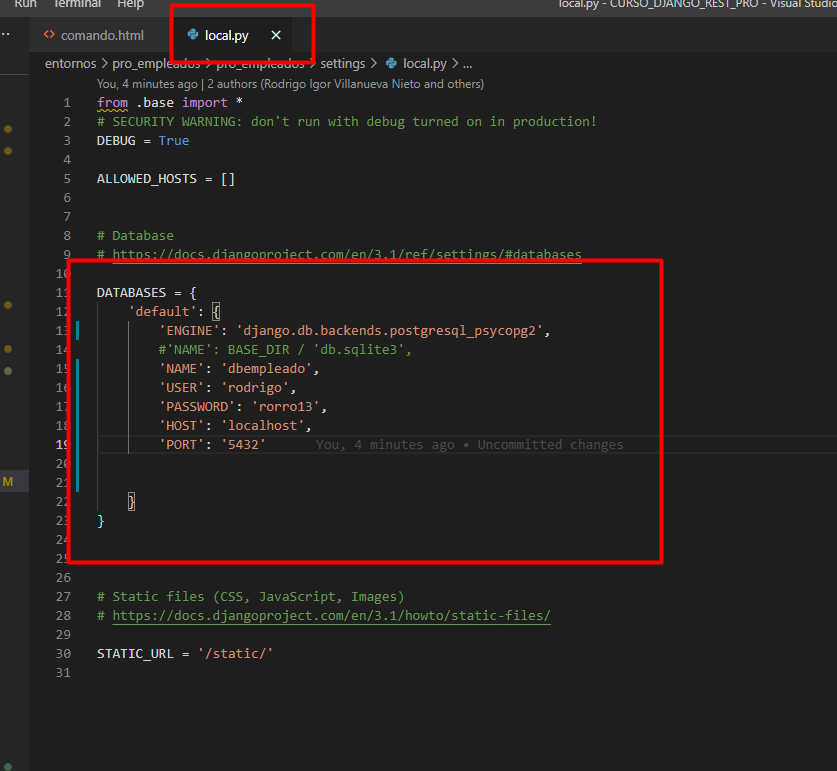 Run Terminal Help local.py - CURSO_DJANGO_REST_PRO - Visual Studio
comando.html local.py
entornos > pro_empleados > pro_empleados > settings > local.py > ...
You, 4 minutes ago | 2 authors (Rodrigo Igor Villanueva Nieto and others)
1 from .base import *
2 # SECURITY WARNING: don't run with debug turned on in production!
3 DEBUG = True
4
5 ALLOWED_HOSTS = []
6
7
8 # Database
9 # https://docs.djangoproject.com/en/3.1/ref/settings/#databases
10
11 DATABASES = {
12 'default': {
13 'ENGINE': 'django.db.backends.postgresql_psycopg2',
14 #'NAME': BASE_DIR / 'db.sqlite3',
15 'NAME': 'dbempleado',
16 'USER': 'rodrigo',
17 'PASSWORD': 'rorro13',
18 'HOST': 'localhost',
19 'PORT': '5432' You, 4 minutes ago • Uncommitted changes
20
21
M 22 }
23 }
24
25
26
27 # Static files (CSS, JavaScript, Images)
28 # https://docs.djangoproject.com/en/3.1/howto/static-files/
29
30 STATIC_URL = '/static/'
31